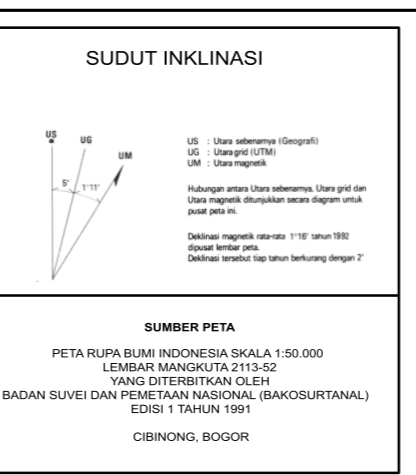 SUDUT INKLINASI
US
UG
UM
5'
1°11'
US : Utara sebenarnya (Geografi)
UG : Utara grid (UTM)
UM : Utara magnetik
Hubungan antara Utara sebenarnya, Utara grid dan
Utara magnetik ditunjukkan secara diagram untuk
pusat peta ini.
Deklinasi magnetik rata-rata 1°16' tahun 1992
dipusat lembar peta.
Deklinasi tersebut tiap tahun berkurang dengan 2'
SUMBER PETA
PETA RUPA BUMI INDONESIA SKALA 1:50.000
LEMBAR MANGKUTA 2113-52
YANG DITERBITKAN OLEH
BADAN SUVEI DAN PEMETAAN NASIONAL (BAKOSURTANAL)
EDISI 1 TAHUN 1991
CIBINONG, BOGOR